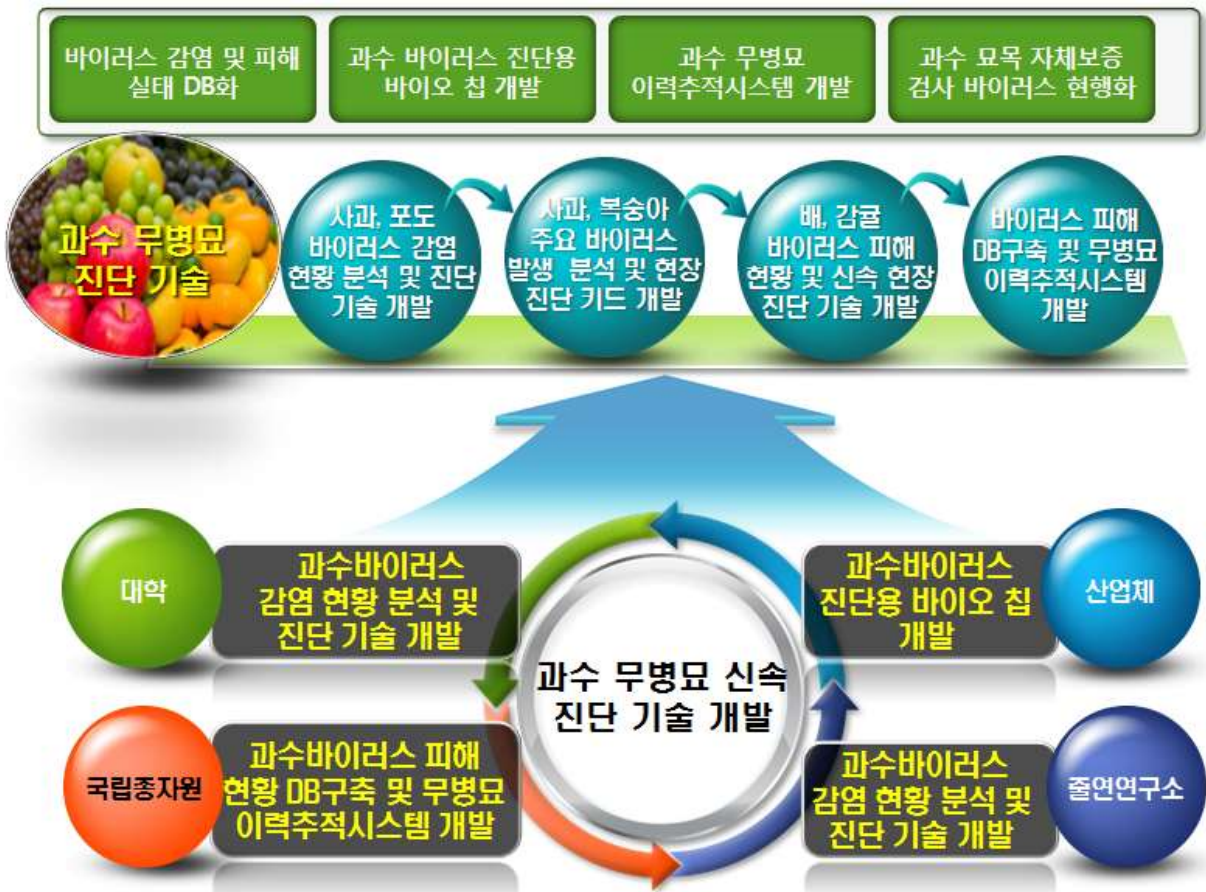 바이러스 감염 및 피해
실태 DB화
과수 바이러스 진단용
바이오 칩 개발
과수 무병묘
이력추적시스템 개발
과수 묘목 자체보증
검사 바이러스 현행화
과수 무병묘
진단 기술
사과, 포도
바이러스 감염
현황 분석 및 진단
기술 개발
사과, 복숭아
주요 바이러스
발생 분석 및 현장
진단 키드 개발
배, 감귤
바이러스 피해
현황 및 신속 현장
진단 기술 개발
바이러스 피해
DB구축 및 무병묘
이력추적시스템
개발
대학
과수바이러스
감염 현황 분석 및
진단 기술 개발
과수바이러스
진단용 바이오 칩
개발
산업체
과수 무병묘 신속
진단 기술 개발
국립종자원
과수바이러스 피해
현황 DB구축 및 무병묘
이력추적시스템 개발
과수바이러스
감염 현황 분석 및
진단 기술 개발
줄연연구소